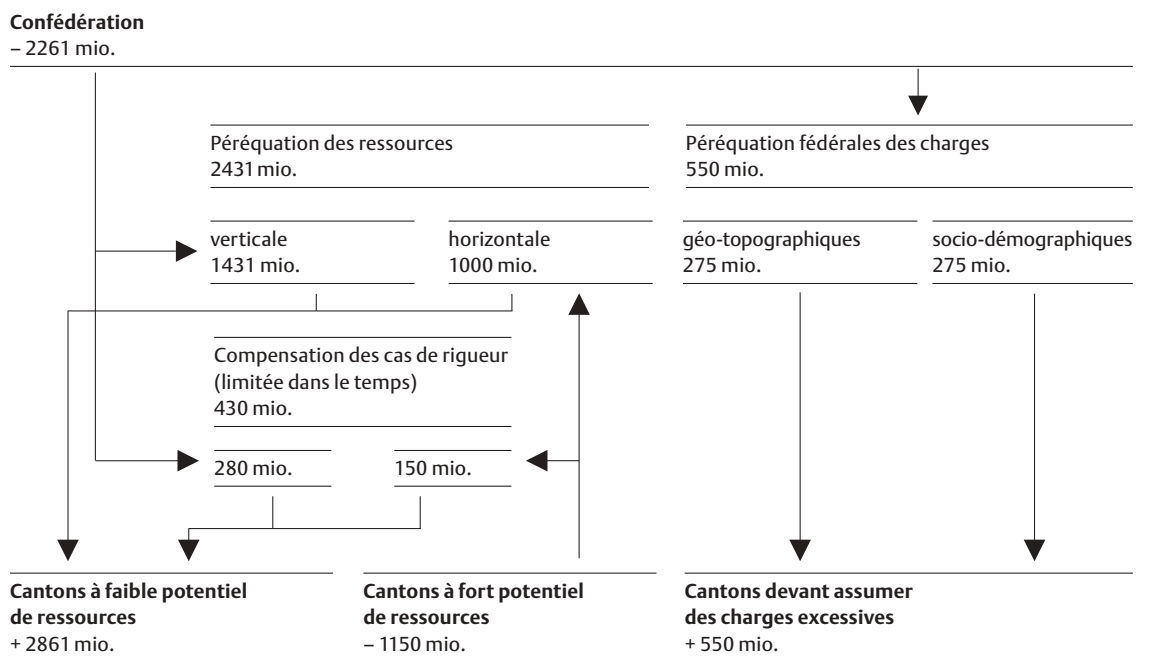 Confédération
– 2261 mio.
Péréquation des ressources
2431 mio.
Péréquation fédérales des charges
550 mio.
verticale
1431 mio.
horizontale
1000 mio.
géo-topographiques
275 mio.
socio-démographiques
275 mio.
Compensation des cas de rigueur
(limitée dans le temps)
430 mio.
280 mio.
150 mio.
Cantons à faible potentiel
de ressources
+ 2861 mio.
Cantons à fort potentiel
de ressources
– 1150 mio.
Cantons devant assumer
des charges excessives
+ 550 mio.